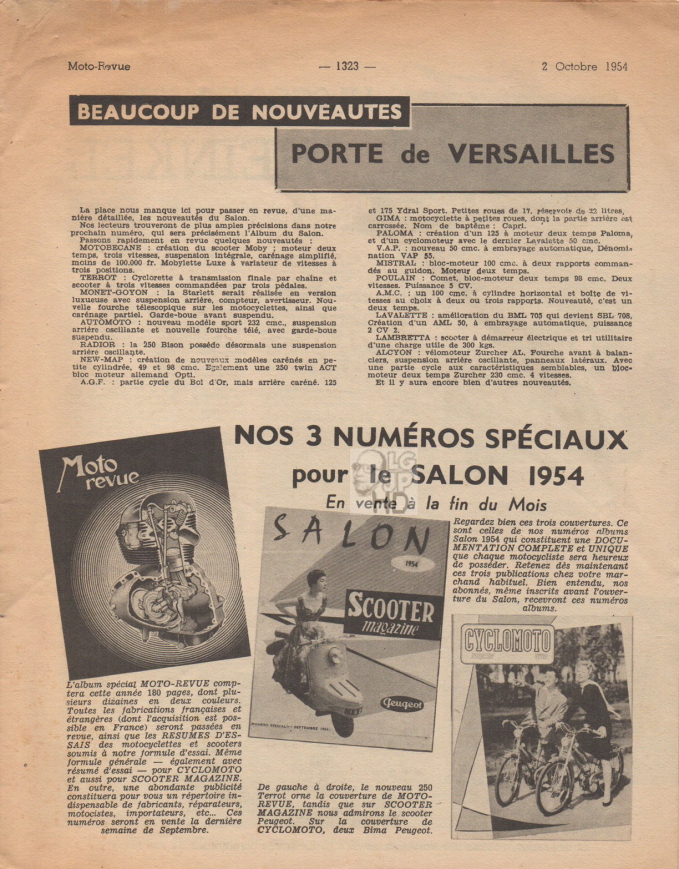 Moto-Revue
— 1323 —
2 Octobre 1954
BEAUCOUP DE NOUVEAUTES
PORTE de VERSAILLES
La place nous manque ici pour passer en revue, d'une ma-
nière détaillée, les nouveautés du Salon.
Nos lecteurs trouveront de plus amples précisions dans notre
prochain numéro, qui sera précisément l'Album du Salon.
Passons rapidement en revue quelques nouveautés :
MOTOBECANE : création du scooter Moby ; moteur deux
temps, trois vitesses, suspension intégrale, carénage simplifié,
moins de 100.000 fr. Mobylette Luxe à variateur de vitesses à
trois positions.
TERROT : Cyclorette à transmission finale par chaîne et
scooter à trois vitesses commandées par trois pédales.
MONET-GOYON : la Starlett serait réalisée en version
luxueuse avec suspension arrière, compteur, avertisseur. Nou-
velle fourche télescopique sur les motocyclettes, ainsi que
carénage partiel. Garde-boue avant suspendu.
AUTOMOTO : nouveau modèle sport 232 cmc., suspension
arrière oscillante et nouvelle fourche télé, avec garde-boue
suspendu.
RADIOR : la 250 Bison possède désormais une suspension
arrière oscillante.
NEW-MAP : création de nouveaux modèles carénés en pe-
tite cylindrée, 49 et 98 cmc. Egalement une 250 twin ACT
bloc moteur allemand Opti.
A.G.F. : partie cycle du Bol d'Or, mais arrière caréné. 125
et 175 Ydral Sport. Petites roues de 17, réservoir de 22 litres.
GIMA : motocyclette à petites roues, dont la partie arrière est
carrossée. Nom de baptême : Capri.
PALOMA : création d'un 125 à moteur deux temps Paloma,
et d'un cyclomoteur avec le dernier Lavalette 50 cmc.
V.A.P. : nouveau 50 cmc. à embrayage automatique, Dénomi-
nation VAP 55.
MISTRAL : bloc-moteur 100 cmc. à deux rapports comman-
dés au guidon. Moteur deux temps.
POULAIN : Comet, bloc-moteur deux temps 98 cmc. Deux
vitesses. Puissance 5 CV.
A.M.C. : un 100 cmc. à cylindre horizontal et boîte de vi-
tesses au choix à deux ou trois rapports. Nouveauté, c'est un
deux temps.
LAVALETTE : amélioration du BML 705 qui devient SBL 708,
Création d'un AML 50, à embrayage automatique, puissance
2 CV 2.
LAMBRETTA : scooter à démarreur électrique et tri utilitaire
d'une charge utile de 300 kgs.
ALCYON : vélomoteur Zurcher AL. Fourche avant à balan-
ciers, suspension arrière oscillante, panneaux latéraux. Avec
une partie cycle aux caractéristiques semblables, un bloc-
moteur deux temps Zurcher 230 cmc. 4 vitesses.
Et il y aura encore bien d'autres nouveautés.
NOS 3 NUMÉROS SPÉCIAUX
pour le SALON 1954
En vente à la fin du Mois
Moto
revue
SALON
1954
SCOOTER
magazine
Peugeot
NUMERO SPECIAL SEPTEMBRE 1954
Regardez bien ces trois couvertures. Ce
sont celles de nos numéros albums
Salon 1954 qui constituent une DOCU-
MENTATION COMPLETE et UNIQUE
que chaque motocycliste sera heureux
de posséder. Retenez dès maintenant
ces trois publications chez votre mar-
chand habituel. Bien entendu, nos
abonnés, même inscrits avant l'ouver-
ture du Salon, recevront ces numéros
albums.
CYCLOMOTO
L'album spécial MOTO-REVUE comp-
tera cette année 180 pages, dont plu-
sieurs dizaines en deux couleurs.
Toutes les fabrications françaises et
étrangères (dont l'acquisition est pos-
sible en France) seront passées en
revue, ainsi que les RESUMES D'ES-
SAIS des motocyclettes et scooters
soumis à notre formule d'essai. Même
formule générale — également avec
résumé d'essai — pour CYCLOMOTO
et aussi pour SCOOTER MAGAZINE.
En outre, une abondante publicité
constituera pour vous un répertoire in-
dispensable de fabricants, réparateurs,
motocistes, importateurs, etc... Ces
numéros seront en vente la dernière
semaine de Septembre.
De gauche à droite, le nouveau 250
Terrot orne la couverture de MOTO-
REVUE, tandis que sur SCOOTER
MAGAZINE nous admirons le scooter
Peugeot. Sur la couverture de
CYCLOMOTO, deux Bima Peugeot.